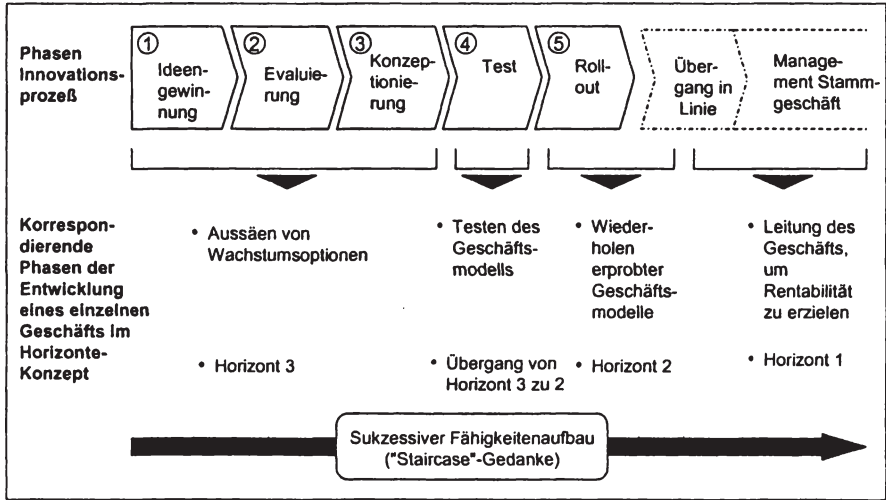 Phasen
Innovations-
prozeß
1
Ideen-
gewin-
nung
2
Evaluie-
rung
3
Konzep-
tionie-
rung
4
Test
5
Roll-
out
Über-
gang in
Linie
Manage-
ment Stamm-
geschäft
Korrespon-
dierende
Phasen der
Entwicklung
eines einzelnen
Geschäfts im
Horizonte-
Konzept
• Aussäen von
Wachstumsoptionen
• Testen des
Geschäfts-
modells
• Wieder-
holen
erprobter
Geschäfts-
modelle
• Leitung des
Geschäfts,
um
Rentabilität
zu erzielen
• Horizont 3
• Übergang von
Horizont 3 zu 2
• Horizont 2
• Horizont 1
Sukzessiver Fähigkeitenaufbau
("Staircase"-Gedanke)